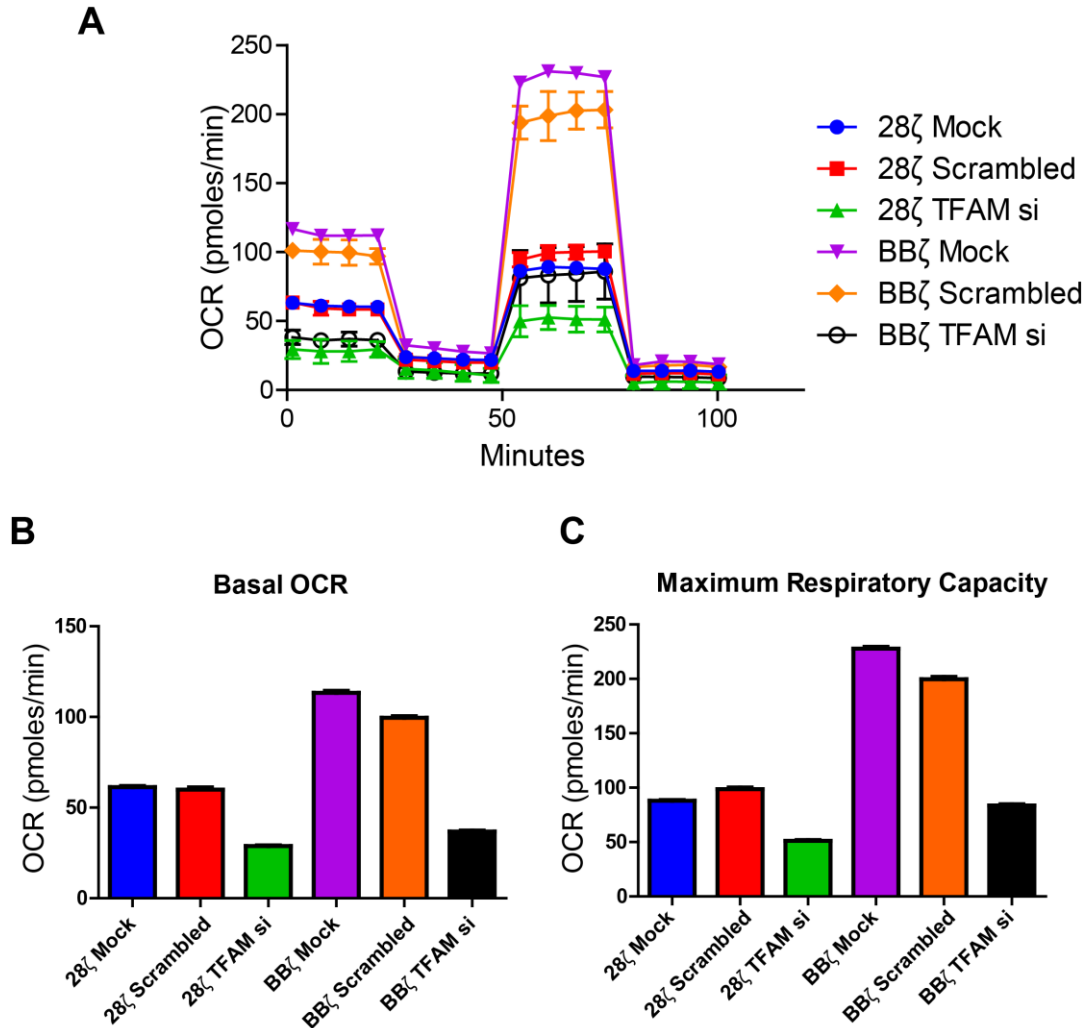 A
250
200
150
100
50
0
OCR (pmoles/min)
0 50 100
Minutes
28ζ Mock
28ζ Scrambled
28ζ TFAM si
BBζ Mock
BBζ Scrambled
BBζ TFAM si
B
Basal OCR
150
100
50
0
OCR (pmoles/min)
28ζ Mock
28ζ Scrambled
28ζ TFAM si
BBζ Mock
BBζ Scrambled
BBζ TFAM si
C
Maximum Respiratory Capacity
250
200
150
100
50
0
OCR (pmoles/min)
28ζ Mock
28ζ Scrambled
28ζ TFAM si
BBζ Mock
BBζ Scrambled
BBζ TFAM si